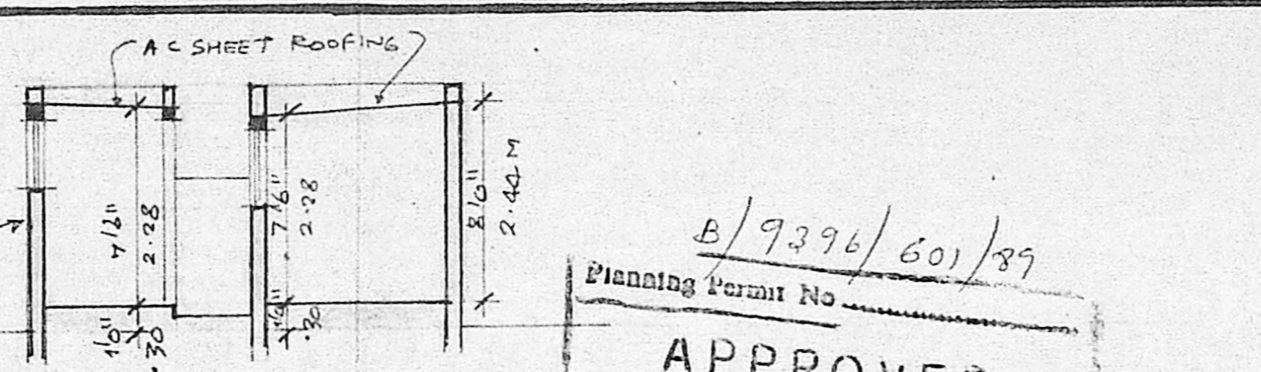 A C SHEET ROOFING
7'6"
2.28
7'6"
2.28
8'0"
2.44 M
1'0"
.30
1'0"
.30
B/9396/601/89
Planning Permit No
APPROVED